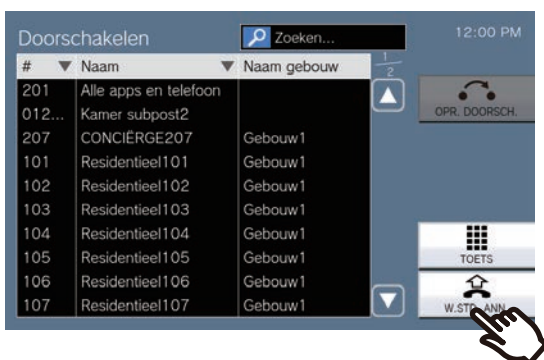 Doorschakelen
Zoeken...
12:00 PM
# Naam Naam gebouw
1/2
201 Alle apps en telefoon
012... Kamer subpost2
207 CONCIËRGE207 Gebouw1
101 Residentieel101 Gebouw1
102 Residentieel102 Gebouw1
103 Residentieel103 Gebouw1
104 Residentieel104 Gebouw1
105 Residentieel105 Gebouw1
106 Residentieel106 Gebouw1
107 Residentieel107 Gebouw1
OPR. DOORSCH.
TOETS
W.STD. ANN.